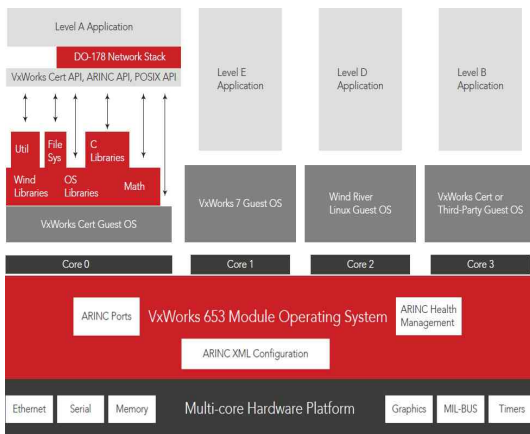 Level A Application
DO-178 Network Stack
VxWorks Cert API, ARINC API, POSIX API
Util
File
Sys
C
Libraries
Wind
Libraries
OS
Libraries
Math
VxWorks Cert Guest OS
Core 0
Level E
Application
VxWorks 7 Guest OS
Core 1
Level D
Application
Wind River
Linux Guest OS
Core 2
Level B
Application
VxWorks Cert or
Third-Party Guest OS
Core 3
ARINC Ports
VxWorks 653 Module Operating System
ARINC Health
Management
ARINC XML Configuration
Ethernet
Serial
Memory
Multi-core Hardware Platform
Graphics
MIL-BUS
Timers